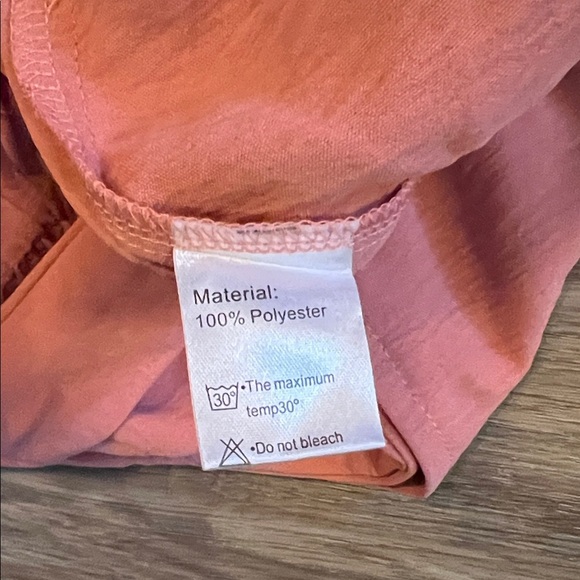 Material:
100% Polyester
30° •The maximum
temp30°
•Do not bleach